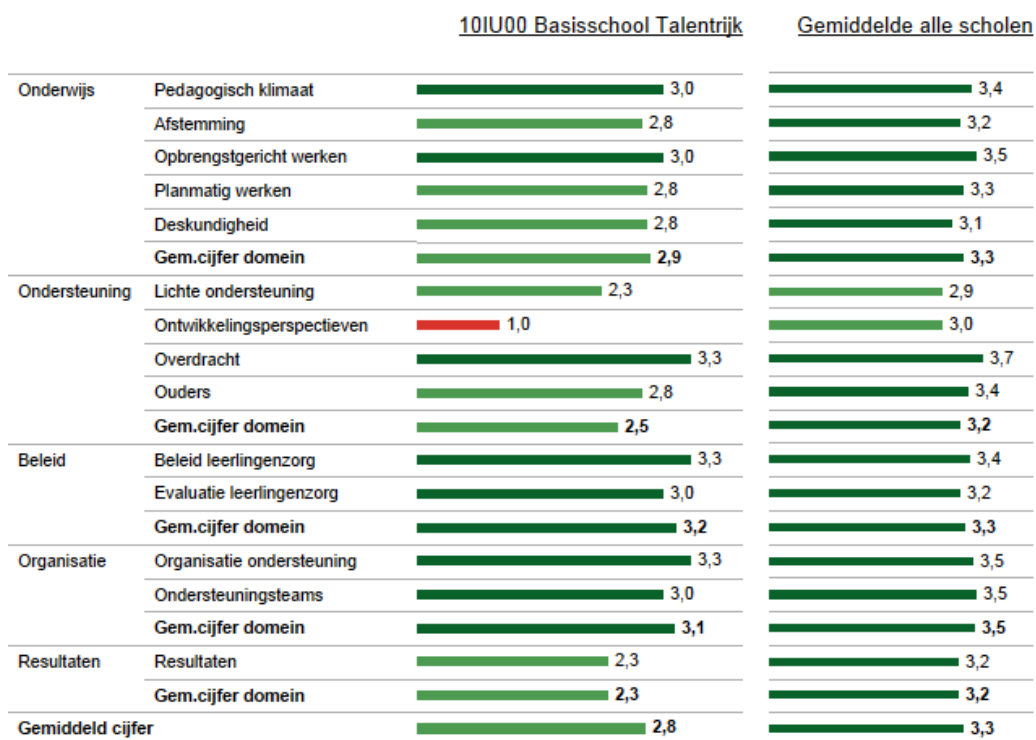 10IU00 Basisschool Talentrijk Gemiddelde alle scholen
Onderwijs Pedagogisch klimaat 3,0 3,4
Afstemming 2,8 3,2
Opbrengstgericht werken 3,0 3,5
Planmatig werken 2,8 3,3
Deskundigheid 2,8 3,1
Gem.cijfer domein 2,9 3,3
Ondersteuning Lichte ondersteuning 2,3 2,9
Ontwikkelingsperspectieven 1,0 3,0
Overdracht 3,3 3,7
Ouders 2,8 3,4
Gem.cijfer domein 2,5 3,2
Beleid Beleid leerlingenzorg 3,3 3,4
Evaluatie leerlingenzorg 3,0 3,2
Gem.cijfer domein 3,2 3,3
Organisatie Organisatie ondersteuning 3,3 3,5
Ondersteuningsteams 3,0 3,5
Gem.cijfer domein 3,1 3,5
Resultaten Resultaten 2,3 3,2
Gem.cijfer domein 2,3 3,2
Gemiddeld cijfer 2,8 3,3